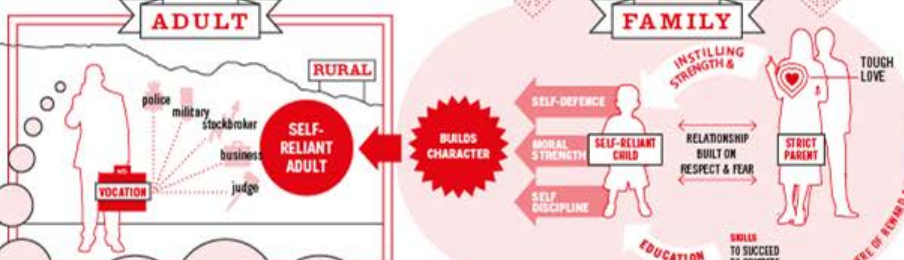 ADULT
RURAL
police
military
stockbroker
business
judge
VOCATION
SELF-
RELIANT
ADULT
BUILDS
CHARACTER
FAMILY
INSTILLING
STRENGTH &
TOUGH
LOVE
SELF-DEFENCE
MORAL
STRENGTH
SELF
DISCIPLINE
SELF-RELIANT
CHILD
RELATIONSHIP
BUILT ON
RESPECT & FEAR
STRICT
PARENT
EDUCATION
SKILLS
TO SUCCEED
OF REWARD